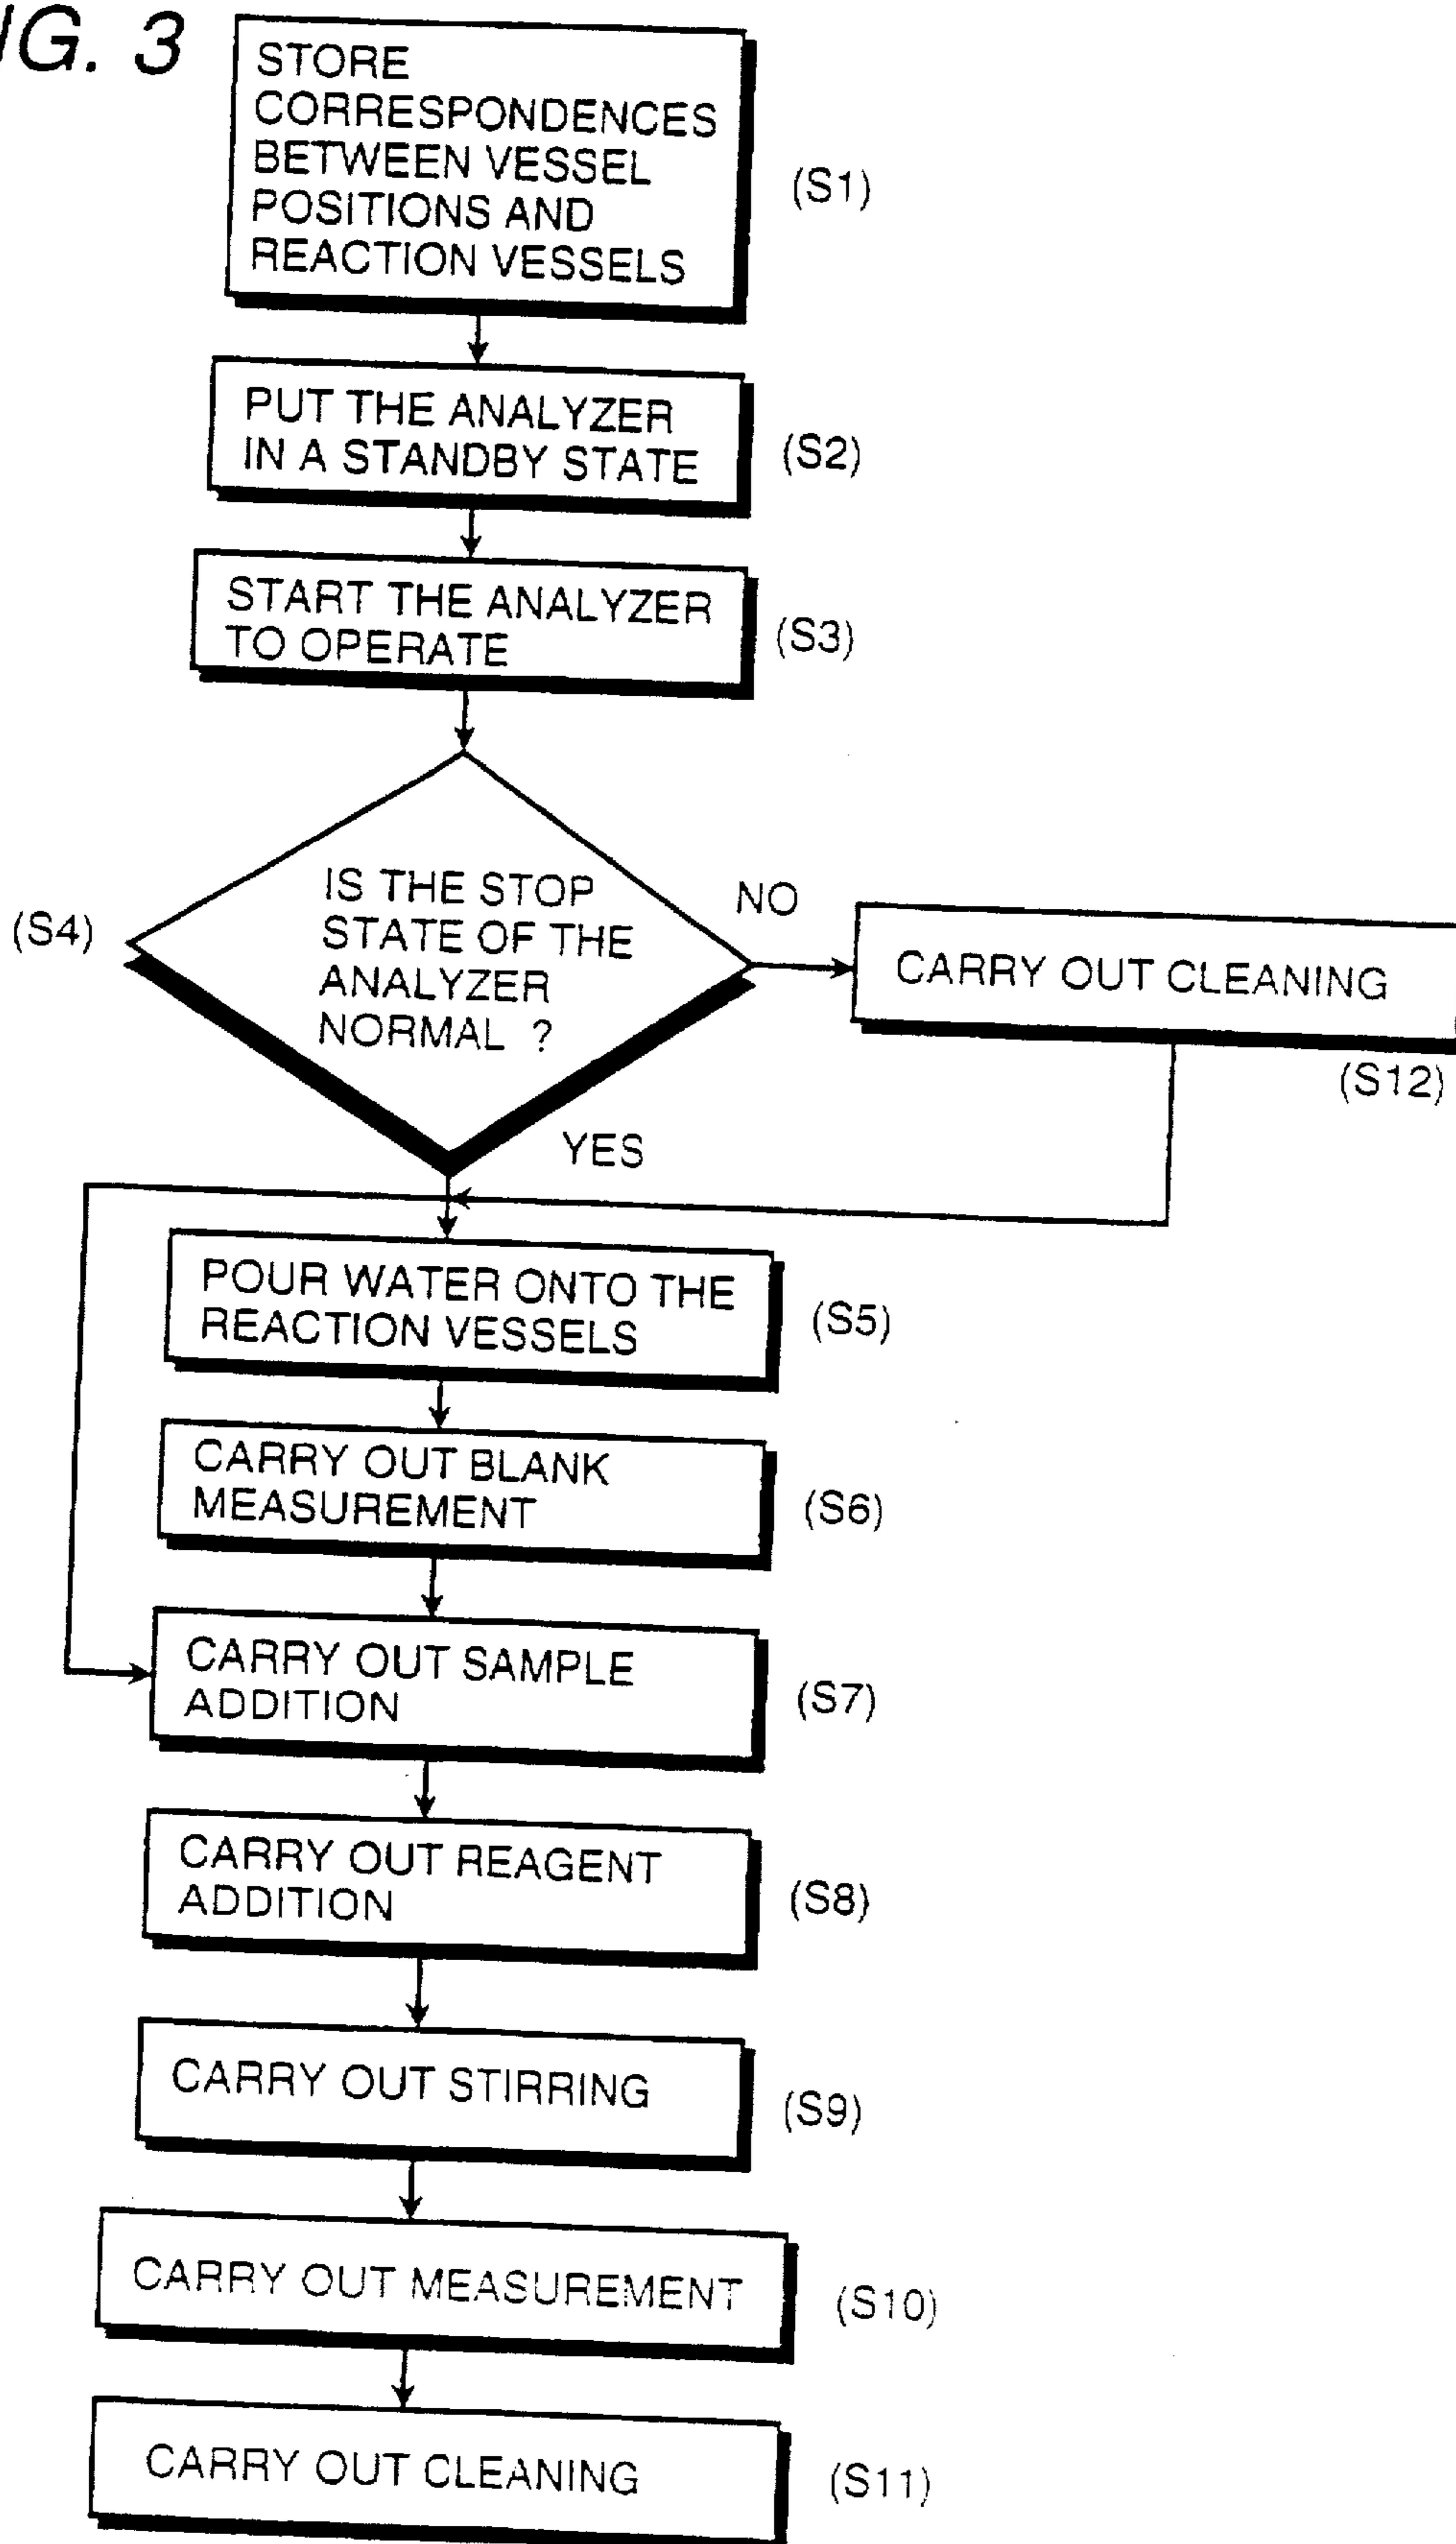 IG. 3
STORE
CORRESPONDENCES
BETWEEN VESSEL
POSITIONS AND
REACTION VESSELS
(S1)
PUT THE ANALYZER
IN A STANDBY STATE
(S2)
START THE ANALYZER
TO OPERATE
(S3)
(S4)
IS THE STOP
STATE OF THE
ANALYZER
NORMAL ?
NO
CARRY OUT CLEANING
(S12)
YES
POUR WATER ONTO THE
REACTION VESSELS
(S5)
CARRY OUT BLANK
MEASUREMENT
(S6)
CARRY OUT SAMPLE
ADDITION
(S7)
CARRY OUT REAGENT
ADDITION
(S8)
CARRY OUT STIRRING
(S9)
CARRY OUT MEASUREMENT
(S10)
CARRY OUT CLEANING
(S11)